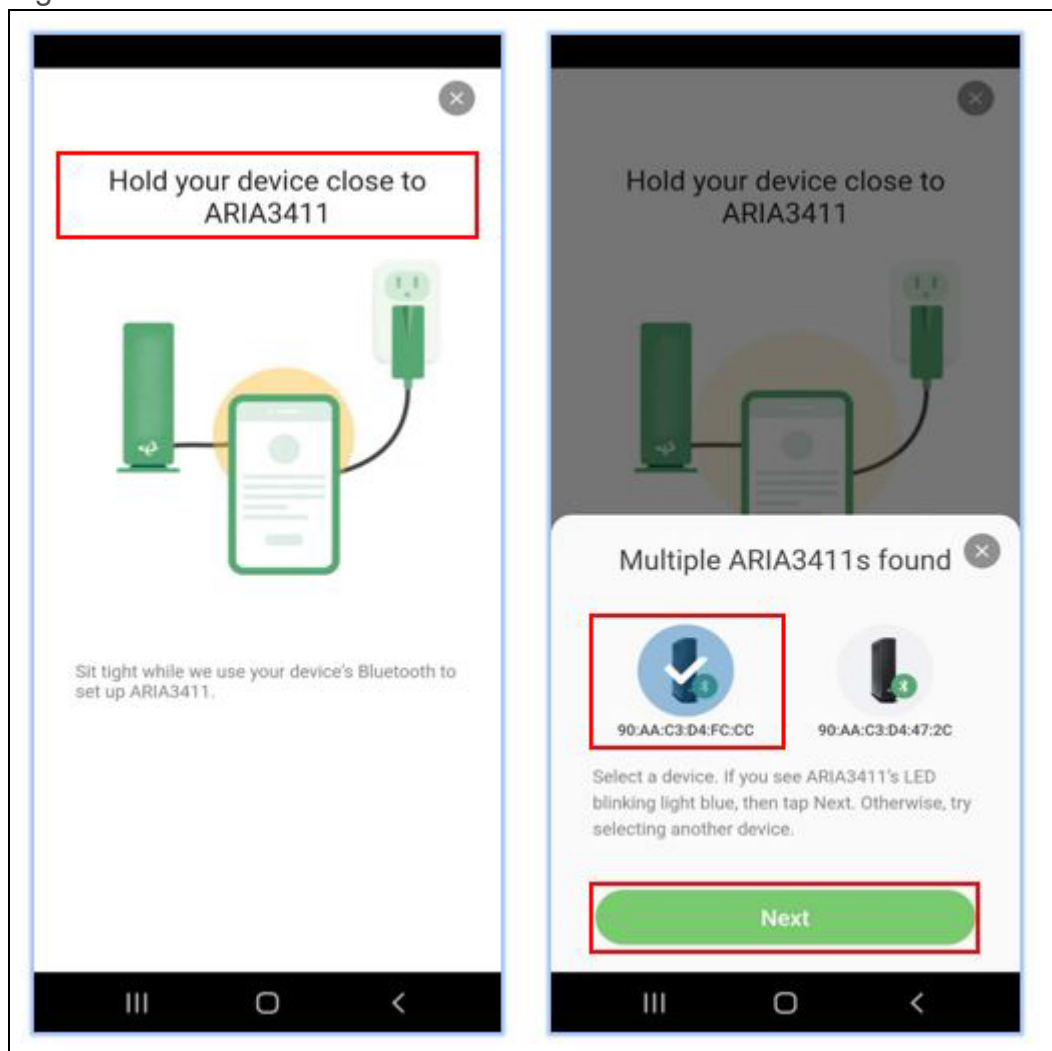 Hold your device close to
ARIA3411
Sit tight while we use your device's Bluetooth to
set up ARIA3411.
Hold your device close to
ARIA3411
Multiple ARIA3411s found
90:AA:C3:D4:FC:CC
90:AA:C3:D4:47:2C
Select a device. If you see ARIA3411's LED
blinking light blue, then tap Next. Otherwise, try
selecting another device.
Next